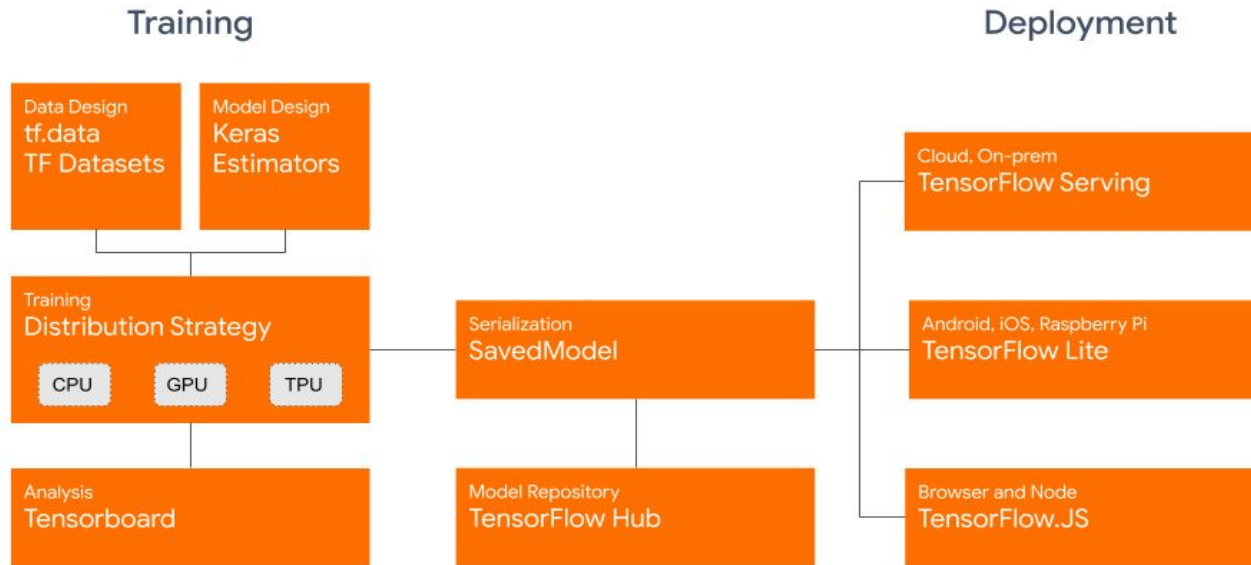 Training
Deployment
Data Design
tf.data
TF Datasets
Model Design
Keras
Estimators
Training
Distribution Strategy
CPU
GPU
TPU
Analysis
Tensorboard
Serialization
SavedModel
Model Repository
TensorFlow Hub
Cloud, On-prem
TensorFlow Serving
Android, iOS, Raspberry Pi
TensorFlow Lite
Browser and Node
TensorFlow.JS